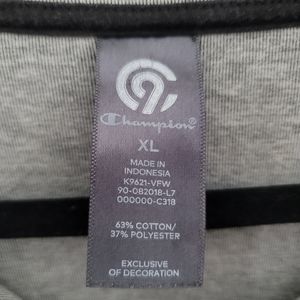 C9
Champion
XL
MADE IN
INDONESIA
K9621-VFW
90-082018-L7
000000-C318
63% COTTON/
37% POLYESTER
EXCLUSIVE
OF DECORATION